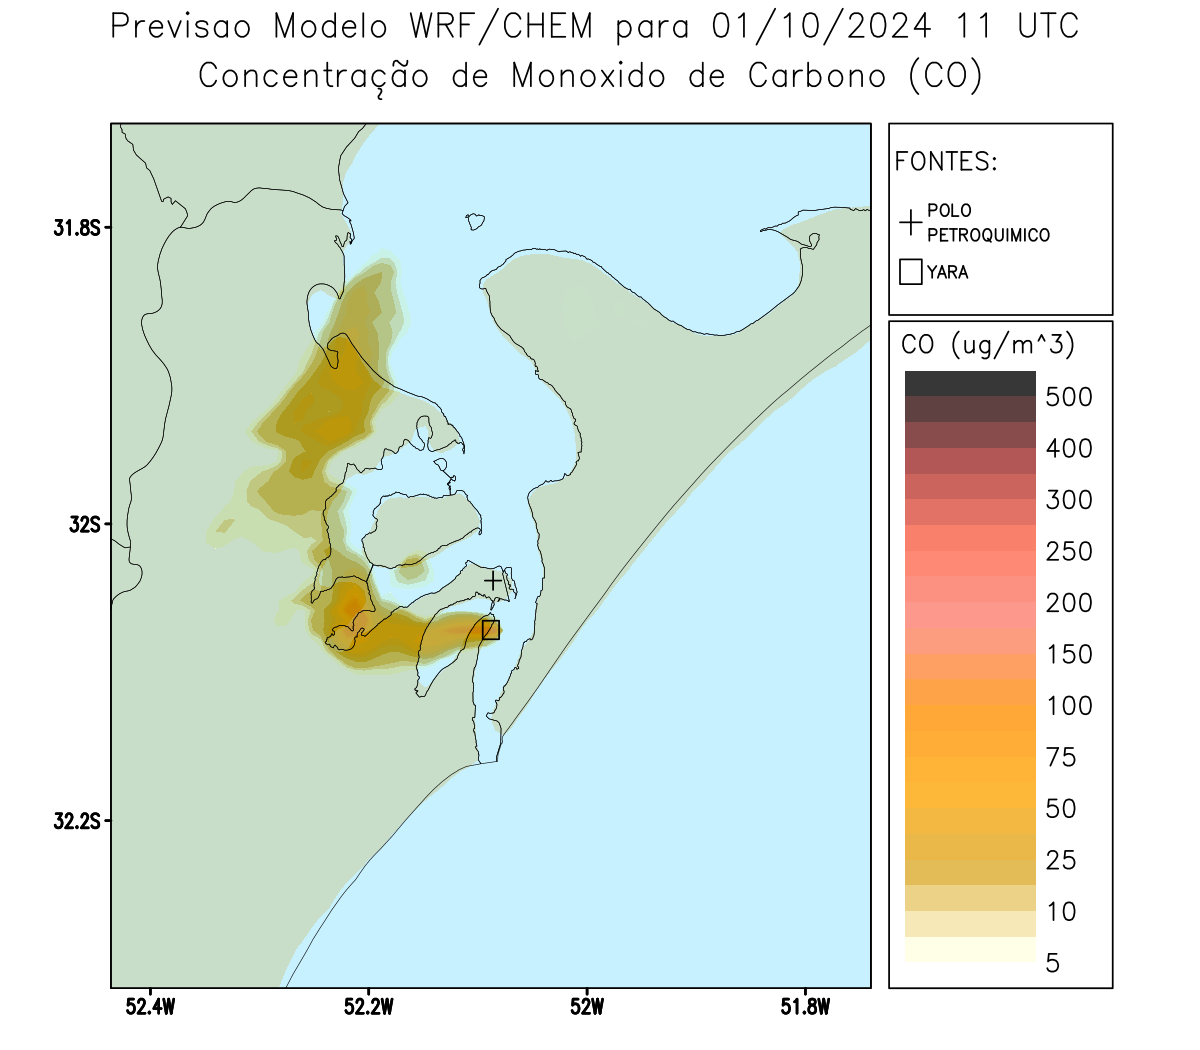 Previsao Modelo WRF/CHEM para 01/10/2024 11 UTC
Concentração de Monoxido de Carbono (CO)
FONTES:
POLO
PETROQUIMICO
YARA
CO (ug/m^3)
500
400
300
250
200
150
100
75
50
25
10
5
31.8S
32S
32.2S
52.4W
52.2W
52W
51.8W